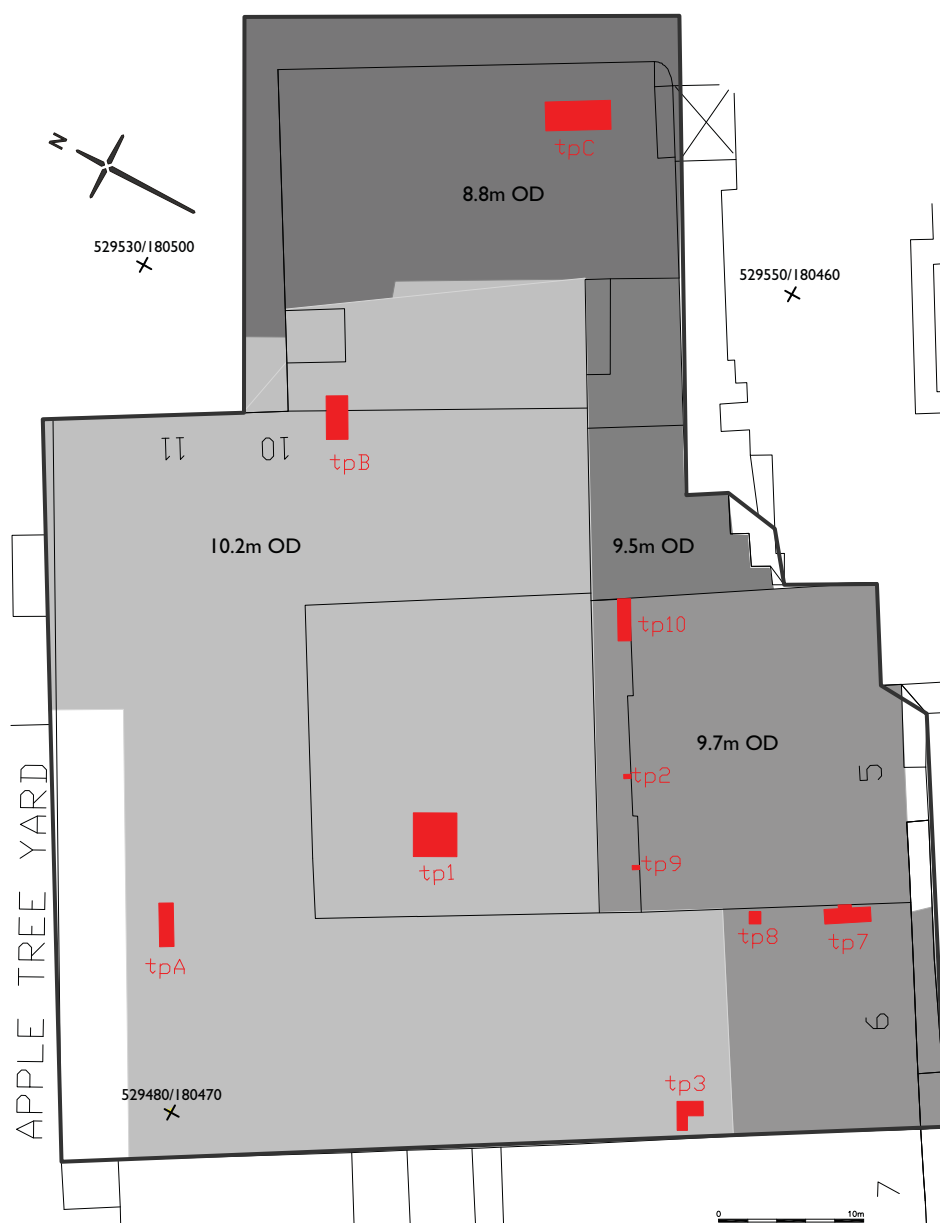 tpC
8.8m OD
N
529530/180500
529550/180460
11
10
tpB
10.2m OD
9.5m OD
tp10
9.7m OD
tp2
5
APPLE TREE YARD
tp1
tp9
tpA
tp8
tp7
6
tp3
529480/180470
7
0
10m